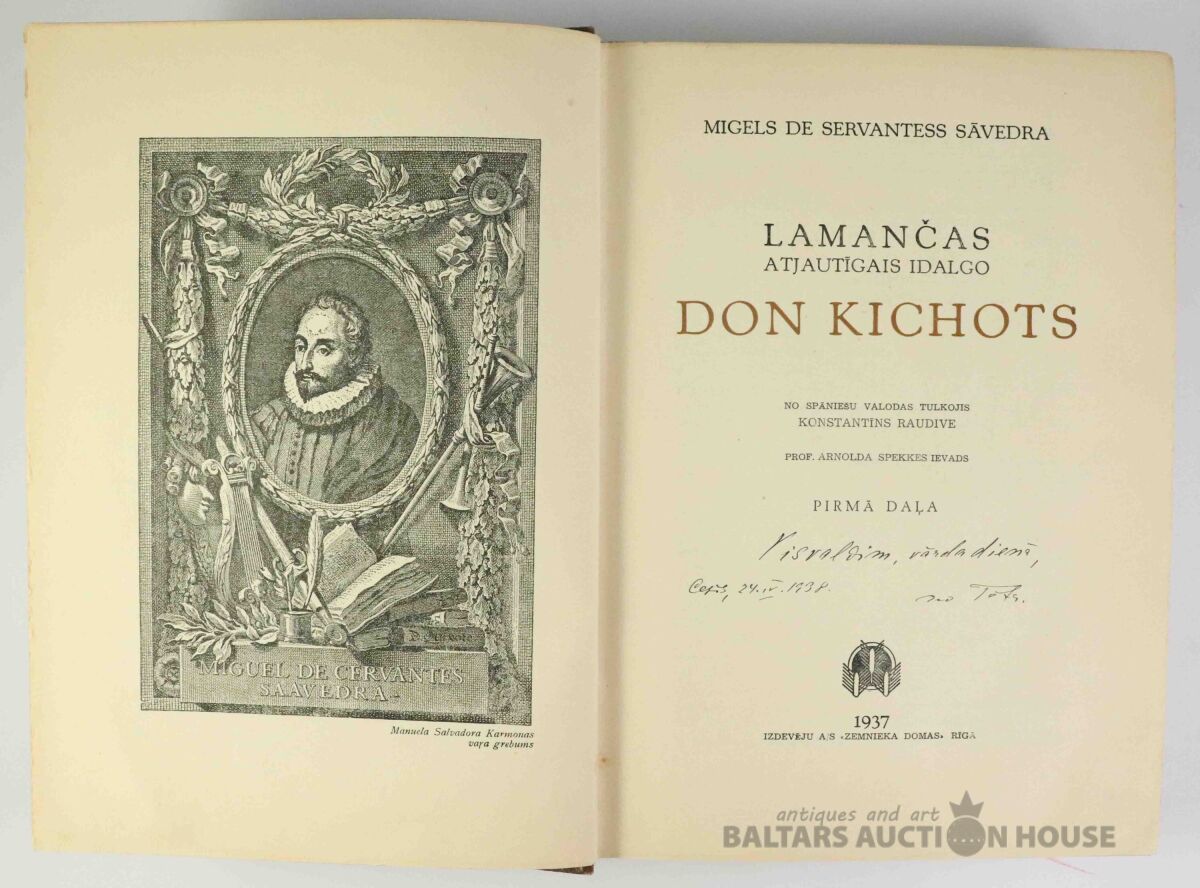 MIGUEL DE CERVANTES
SAAVEDRA
Manuela Salvadora Karmonas
vaŗa grebums
MIGELS DE SERVANTESS SĀVEDRA
LAMANČAS
ATJAUTĪGAIS IDALGO
DON KICHOTS
NO SPĀNIEŠU VALODAS TULKOJIS
KONSTANTĪNS RAUDIVE
PROF. ARNOLDA SPEKKES IEVADS
PIRMĀ DAĻA
Visvaldim, vārda dienā,
24.IV.1938.
1937
IZDEVĒJU A/S «ZEMNIEKA DOMAS» RĪGĀ
antiques and art
BALTARS AUCTION HOUSE